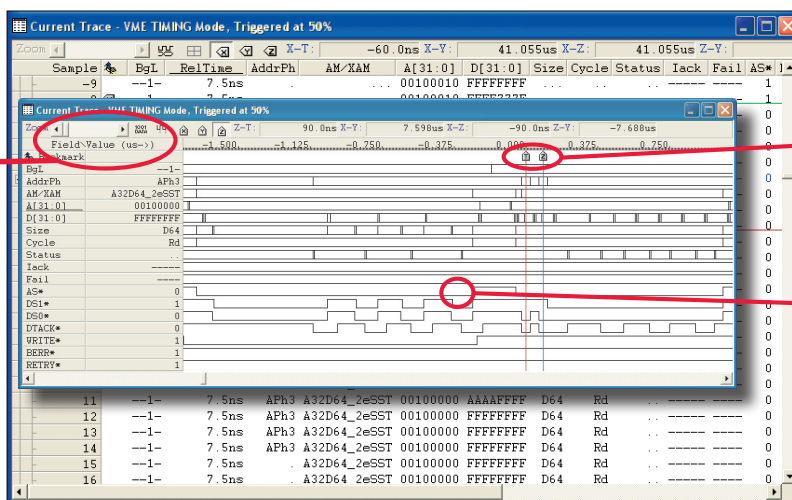 Current Trace - VME TIMING Mode, Triggered at 50%
Zoom X-T: -60.0ns X-Y: 41.055us X-Z: 41.055us Z-Y:
Sample BgL RelTime AddrPh AM/XAM A[31:0] D[31:0] Size Cycle Status Iack Fail AS*
-9 --1- 7.5ns . ... 00100010 FFFFFFFF ... .. .. ----- ---- 1
Current Trace - VME TIMING Mode, Triggered at 50%
Zoom Z-T: 90.0ns X-Y: 7.598us X-Z: -90.0ns Z-Y: -7.688us
Field\Value (us->) -1.500 -1.125 -0.750 -0.375 0.000 0.375 0.750
Bookmark
BgL --1-
AddrPh APh3
AM/XAM A32D64_2eSST
A[31:0] 00100000
D[31:0] FFFFFFFF
Size D64
Cycle Rd
Status ..
Iack -----
Fail ----
AS* 0
DS1* 1
DS0* 0
DTACK* 0
WRITE* 1
BERR* 1
RETRY* 1
11 --1- 7.5ns APh3 A32D64_2eSST 00100000 AAAAFFFF D64 Rd .. ----- ---- 0
12 --1- 7.5ns APh3 A32D64_2eSST 00100000 FFFFFFFF D64 Rd .. ----- ---- 0
13 --1- 7.5ns APh3 A32D64_2eSST 00100000 FFFFFFFF D64 Rd .. ----- ---- 0
14 --1- 7.5ns APh3 A32D64_2eSST 00100000 FFFFFFFF D64 Rd .. ----- ---- 0
15 --1- 7.5ns . A32D64_2eSST 00100000 FFFFFFFF D64 Rd .. ----- ---- 0
16 --1- 7.5ns . A32D64_2eSST 00100000 FFFFFFFF D64 Rd .. ----- ---- 0